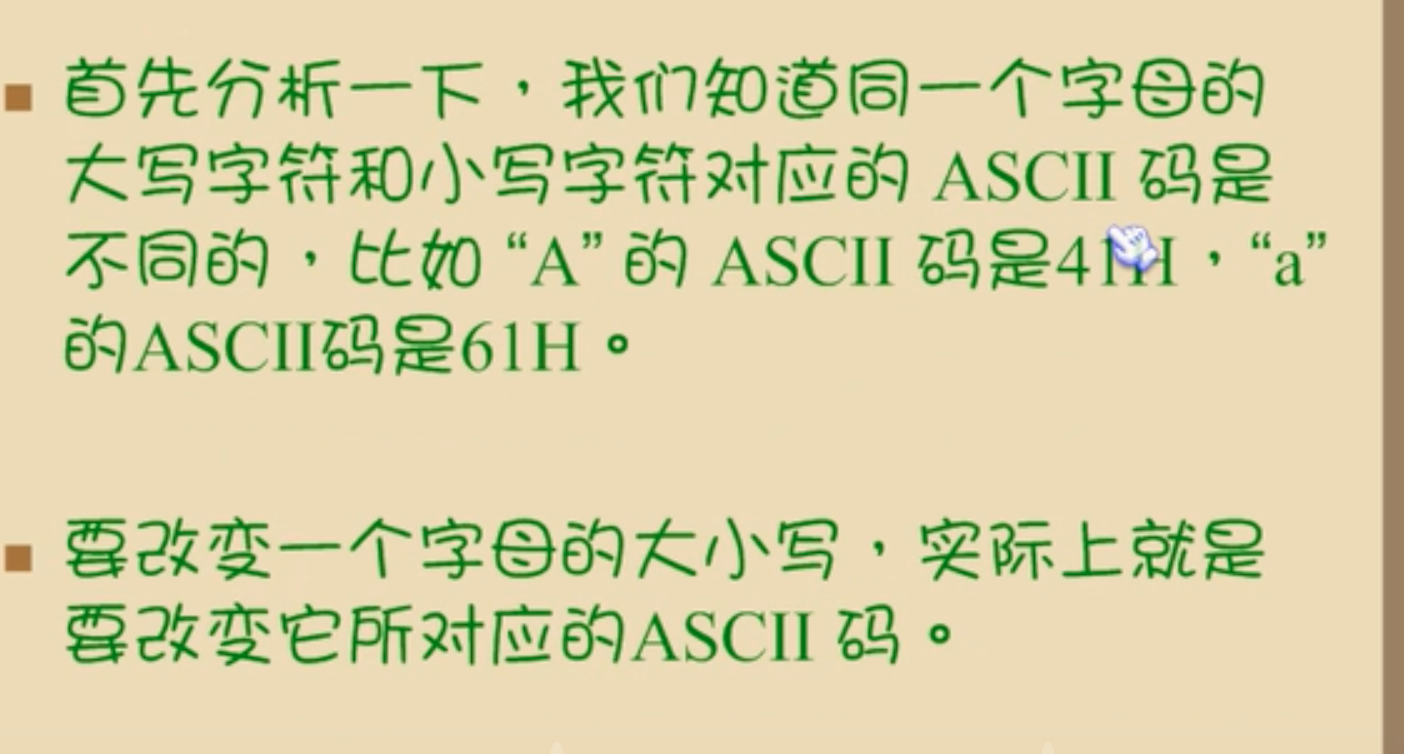 首先分析一下，我们知道同一个字母的
大写字符和小写字符对应的 ASCII 码是
不同的，比如“A”的 ASCII 码是41H，“a”
的ASCII码是61H。
要改变一个字母的大小写，实际上就是
要改变它所对应的ASCII 码。